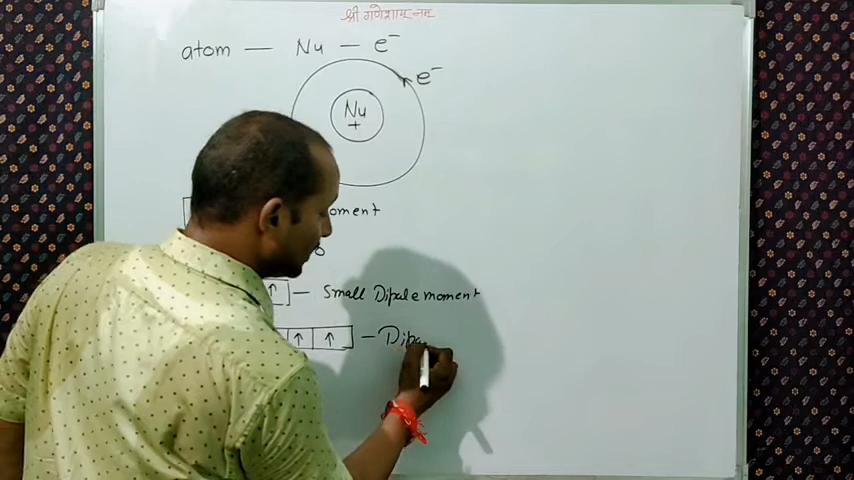 श्री गणेशाय नमः
atom — Nu — e⁻
e⁻
Nu
+
oment
↑ — Small Dipole moment
↑ ↑ — Dipo